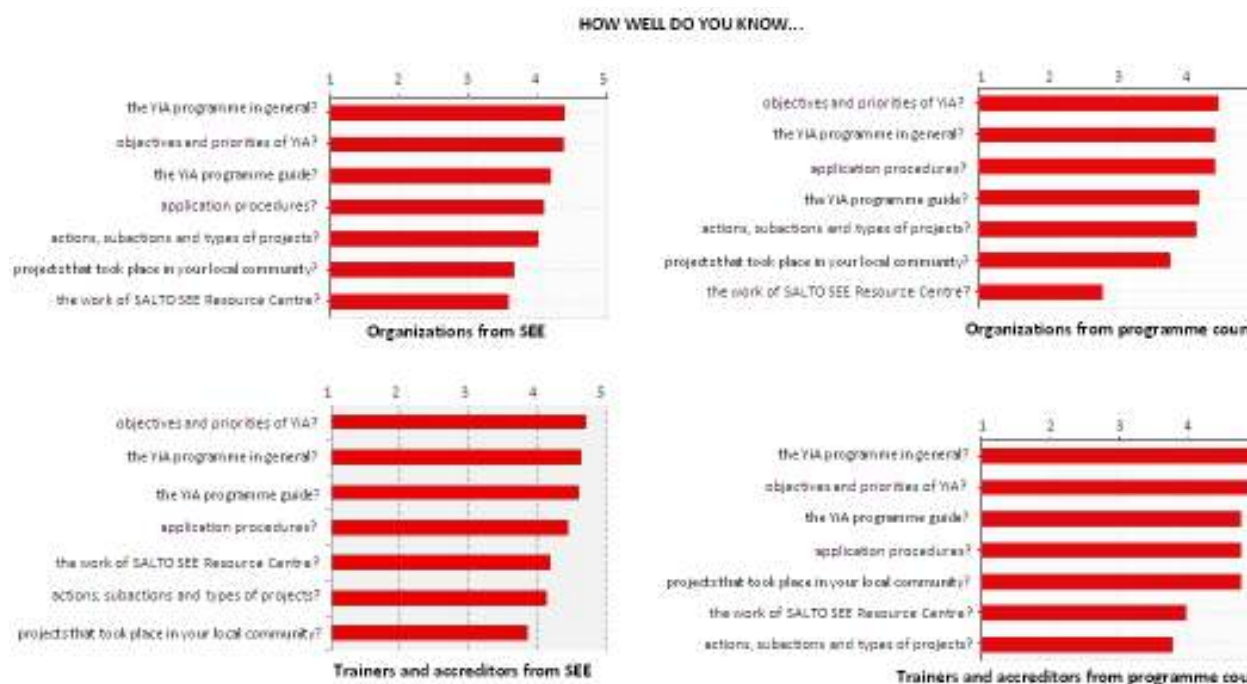 HOW WELL DO YOU KNOW...
1 2 3 4 5
the YiA programme in general?
objectives and priorities of YiA?
the YiA programme guide?
application procedures?
actions, subactions and types of projects?
projects that took place in your local community?
the work of SALTO SEE Resource Centre?
Organizations from SEE
1 2 3 4
objectives and priorities of YiA?
the YiA programme in general?
application procedures?
the YiA programme guide?
actions, subactions and types of projects?
projects that took place in your local community?
the work of SALTO SEE Resource Centre?
Organizations from programme coun
1 2 3 4 5
objectives and priorities of YiA?
the YiA programme in general?
the YiA programme guide?
application procedures?
the work of SALTO SEE Resource Centre?
actions, subactions and types of projects?
projects that took place in your local community?
Trainers and accreditors from SEE
1 2 3 4
the YiA programme in general?
objectives and priorities of YiA?
the YiA programme guide?
application procedures?
projects that took place in your local community?
the work of SALTO SEE Resource Centre?
actions, subactions and types of projects?
Trainers and accreditors from programme cou